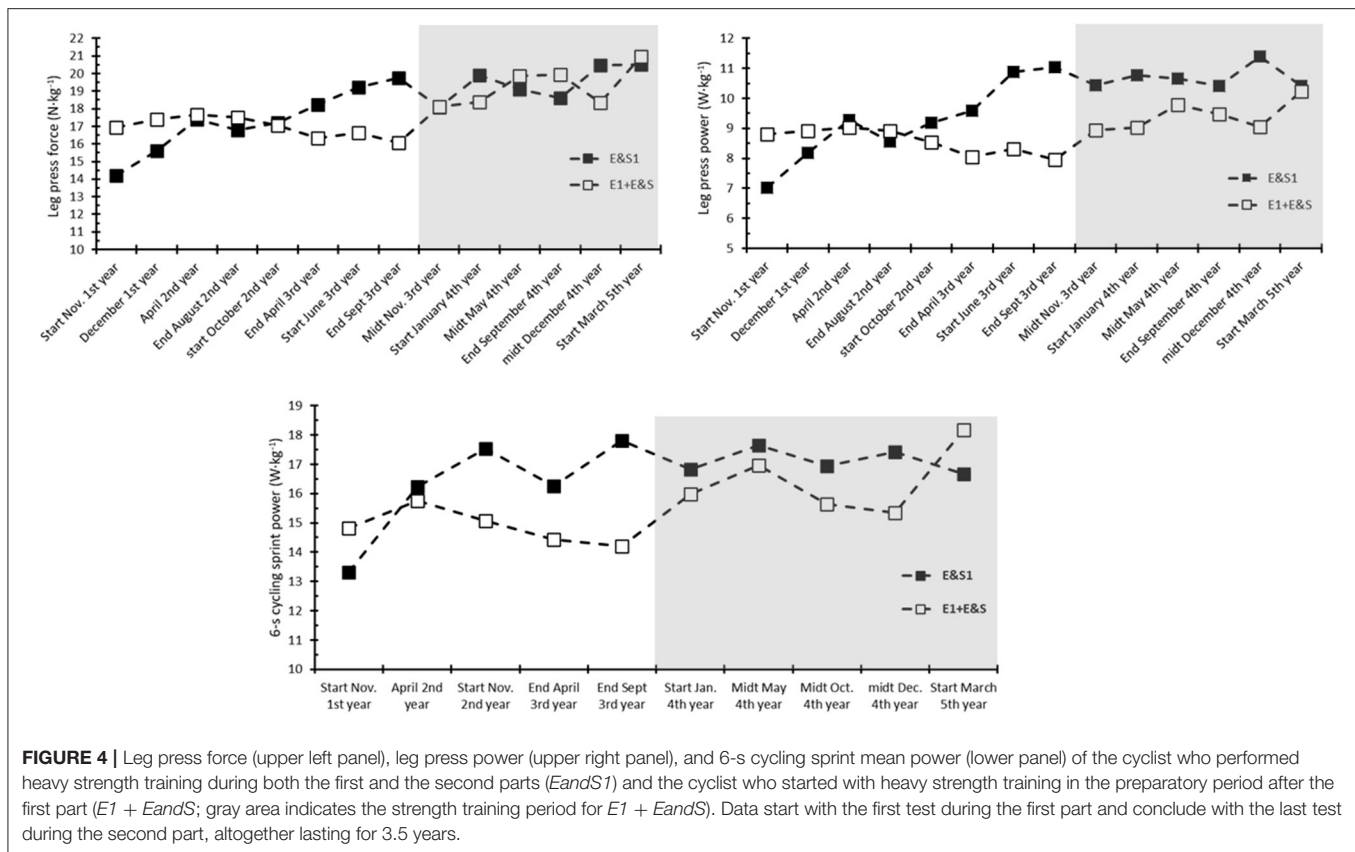 Leg press force (N·kg⁻¹)
22
21
20
19
18
17
16
15
14
13
12
11
10
E&S1
E1+E&S
Start Nov. 1st year
December 1st year
April 2nd year
End August 2nd year
start October 2nd year
End April 3rd year
Start June 3rd year
End Sept 3rd year
Midt Nov. 3rd year
Start January 4th year
Midt May 4th year
End September 4th year
midt December 4th year
Start March 5th year
Leg press power (W·kg⁻¹)
12
11
10
9
8
7
6
5
E&S1
E1+E&S
Start Nov. 1st year
December 1st year
April 2nd year
End August 2nd year
start October 2nd year
End April 3rd year
Start June 3rd year
End Sept 3rd year
Midt Nov. 3rd year
Start January 4th year
Midt May 4th year
End September 4th year
midt December 4th year
Start March 5th year
6-s cycling sprint power (W·kg⁻¹)
19
18
17
16
15
14
13
12
11
10
E&S1
E1+E&S
Start Nov. 1st year
April 2nd year
Start Nov. 2nd year
End April 3rd year
End Sept 3rd year
Start Jan. 4th year
Midt May 4th year
Midt Oct. 4th year
midt Dec. 4th year
Start March 5th year
FIGURE 4 | Leg press force (upper left panel), leg press power (upper right panel), and 6-s cycling sprint mean power (lower panel) of the cyclist who performed
heavy strength training during both the first and the second parts (EandS1) and the cyclist who started with heavy strength training in the preparatory period after the
first part (E1 + EandS; gray area indicates the strength training period for E1 + EandS). Data start with the first test during the first part and conclude with the last test
during the second part, altogether lasting for 3.5 years.